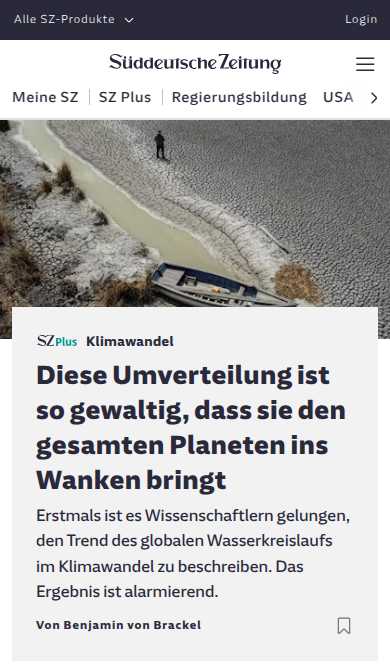 Alle SZ-Produkte
Login
Süddeutsche Zeitung
Meine SZ
SZ Plus
Regierungsbildung
USA
SZ Plus Klimawandel
Diese Umverteilung ist
so gewaltig, dass sie den
gesamten Planeten ins
Wanken bringt
Erstmals ist es Wissenschaftlern gelungen,
den Trend des globalen Wasserkreislaufs
im Klimawandel zu beschreiben. Das
Ergebnis ist alarmierend.
Von Benjamin von Brackel